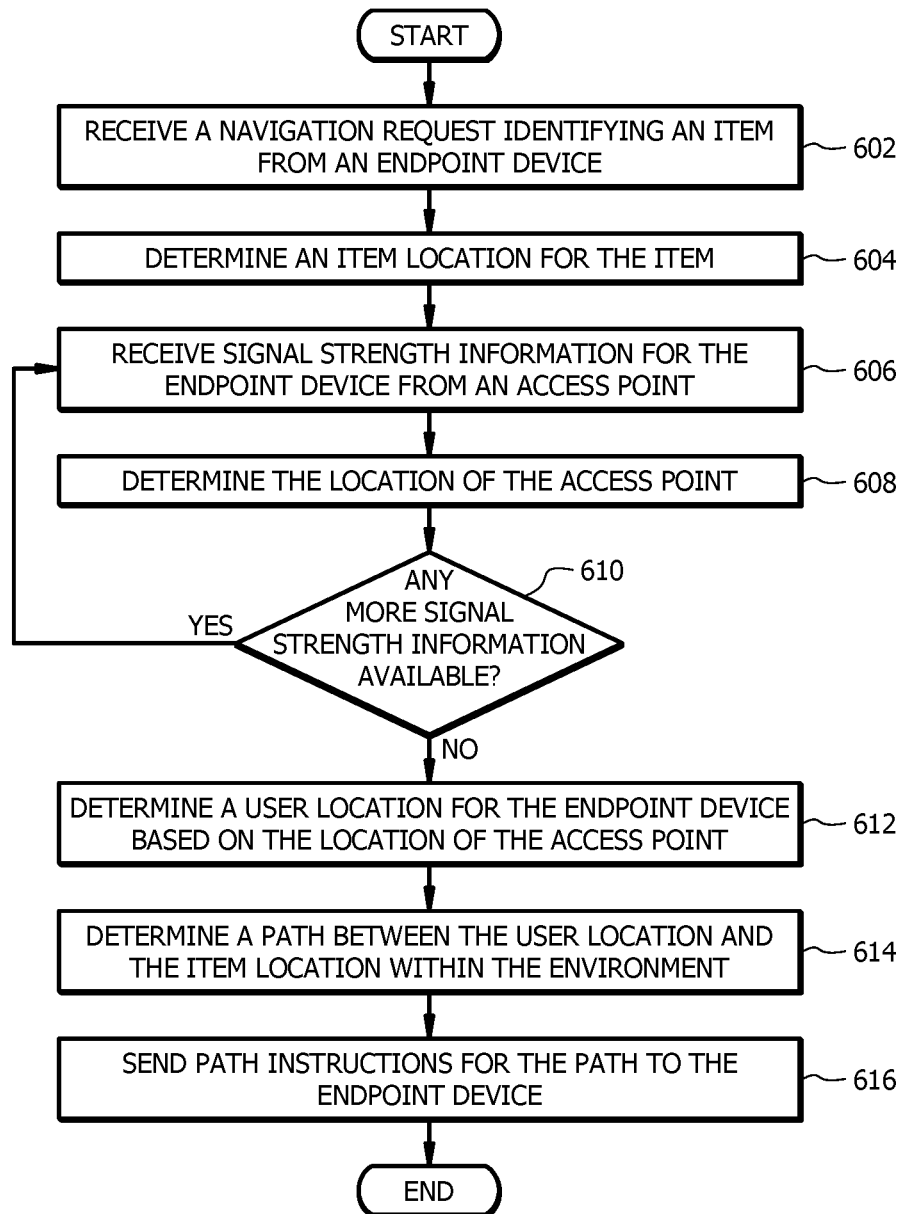 START
RECEIVE A NAVIGATION REQUEST IDENTIFYING AN ITEM
FROM AN ENDPOINT DEVICE
602
DETERMINE AN ITEM LOCATION FOR THE ITEM
604
RECEIVE SIGNAL STRENGTH INFORMATION FOR THE
ENDPOINT DEVICE FROM AN ACCESS POINT
606
DETERMINE THE LOCATION OF THE ACCESS POINT
608
ANY
MORE SIGNAL
STRENGTH INFORMATION
AVAILABLE?
610
YES
NO
DETERMINE A USER LOCATION FOR THE ENDPOINT DEVICE
BASED ON THE LOCATION OF THE ACCESS POINT
612
DETERMINE A PATH BETWEEN THE USER LOCATION AND
THE ITEM LOCATION WITHIN THE ENVIRONMENT
614
SEND PATH INSTRUCTIONS FOR THE PATH TO THE
ENDPOINT DEVICE
616
END